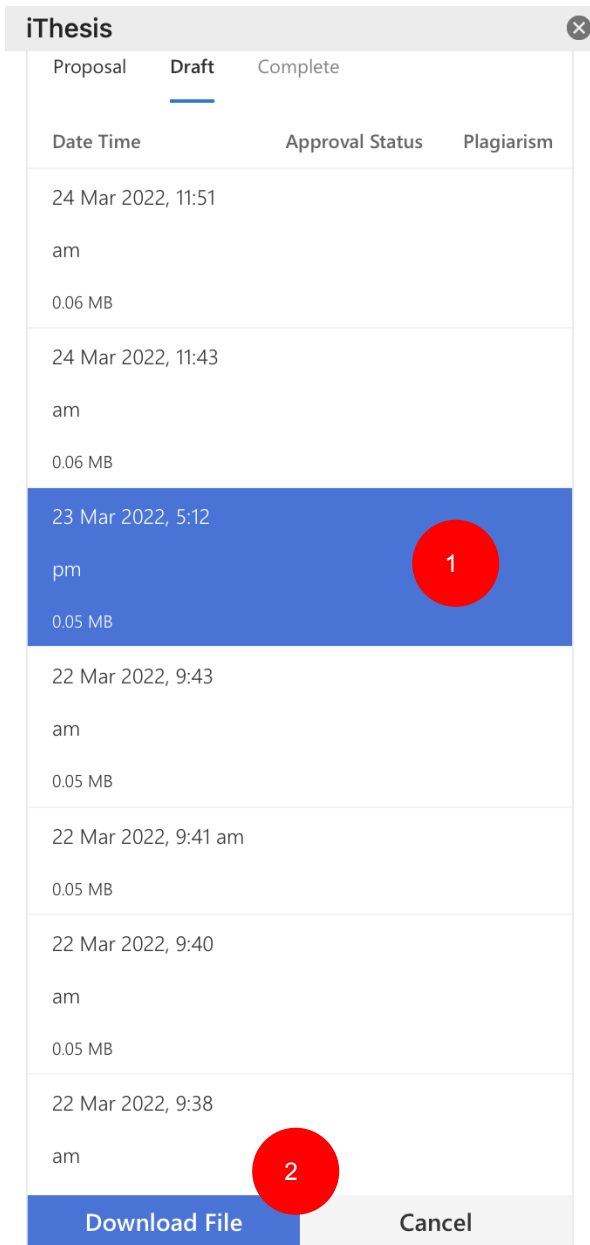 iThesis
Proposal Draft Complete
Date Time Approval Status Plagiarism
24 Mar 2022, 11:51
am
0.06 MB
24 Mar 2022, 11:43
am
0.06 MB
23 Mar 2022, 5:12
pm
1
0.05 MB
22 Mar 2022, 9:43
am
0.05 MB
22 Mar 2022, 9:41 am
0.05 MB
22 Mar 2022, 9:40
am
0.05 MB
22 Mar 2022, 9:38
am
2
Download File Cancel